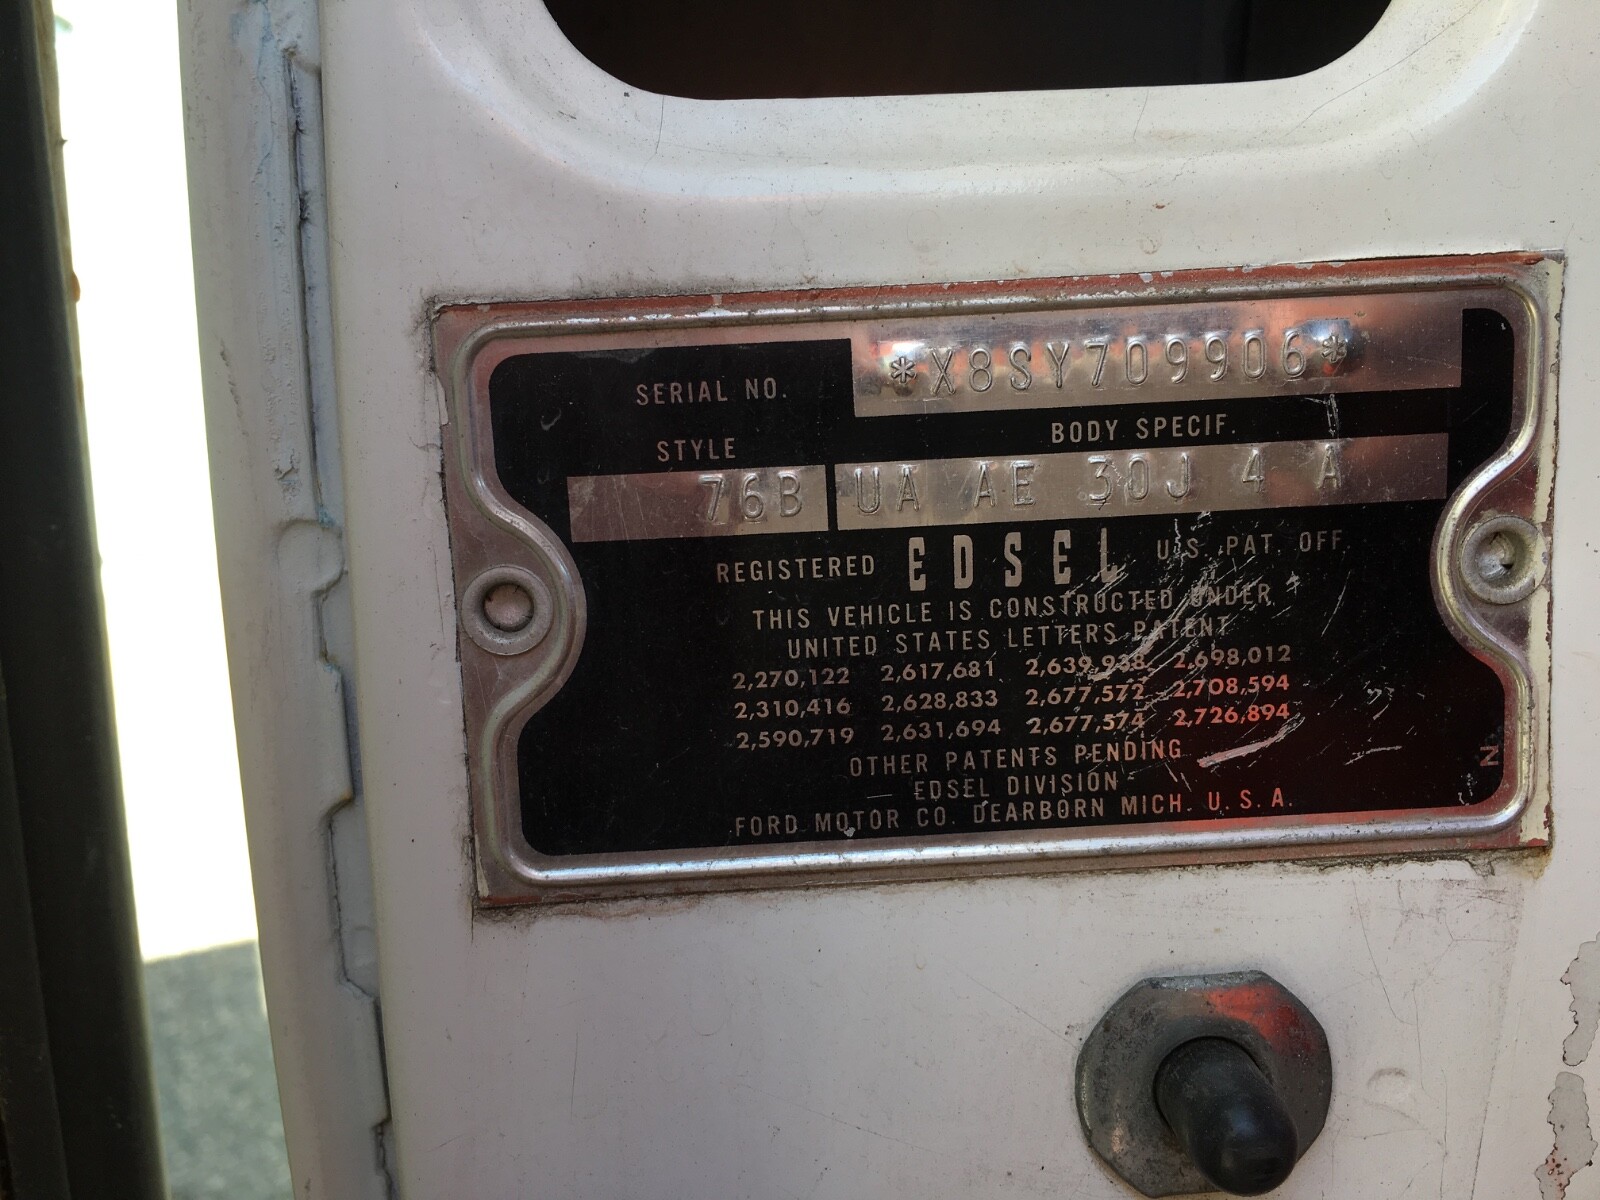 SERIAL NO. *X8SY709906*
STYLE BODY SPECIF.
76B UA AE 30J 4 A
REGISTERED EDSEL U.S. PAT. OFF.
THIS VEHICLE IS CONSTRUCTED UNDER
UNITED STATES LETTERS PATENT
2,270,122 2,617,681 2,639,938 2,698,012
2,310,416 2,628,833 2,677,572 2,708,594
2,590,719 2,631,694 2,677,574 2,726,894
OTHER PATENTS PENDING
EDSEL DIVISION
FORD MOTOR CO. DEARBORN MICH. U.S.A.
N